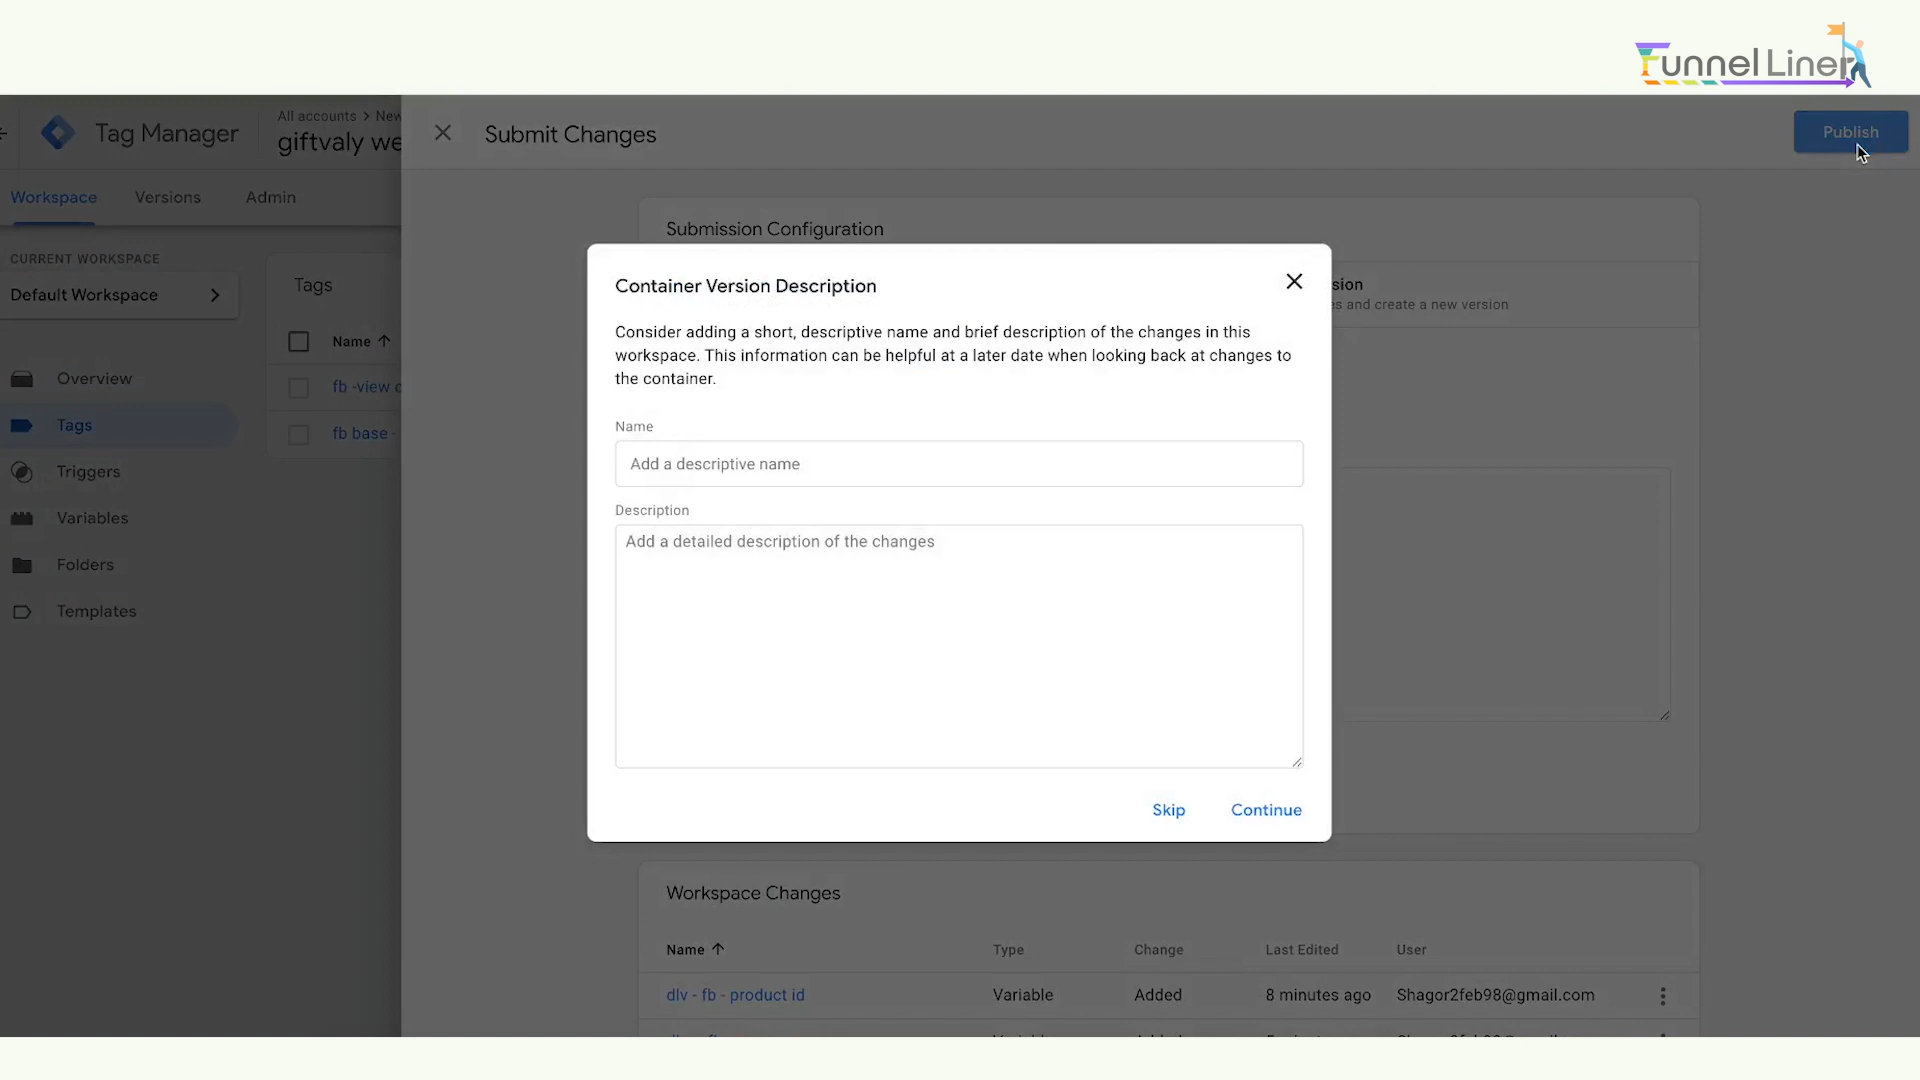 Funnel Liner
Tag Manager
All accounts > New
giftvaly we
Submit Changes
Publish
Workspace
Versions
Admin
CURRENT WORKSPACE
Default Workspace
Overview
Tags
Triggers
Variables
Folders
Templates
Tags
Name
fb -view c
fb base -
Submission Configuration
sion
s and create a new version
Container Version Description
Consider adding a short, descriptive name and brief description of the changes in this
workspace. This information can be helpful at a later date when looking back at changes to
the container.
Name
Add a descriptive name
Description
Add a detailed description of the changes
Skip
Continue
Workspace Changes
Name
Type
Change
Last Edited
User
dlv - fb - product id
Variable
Added
8 minutes ago
Shagor2feb98@gmail.com